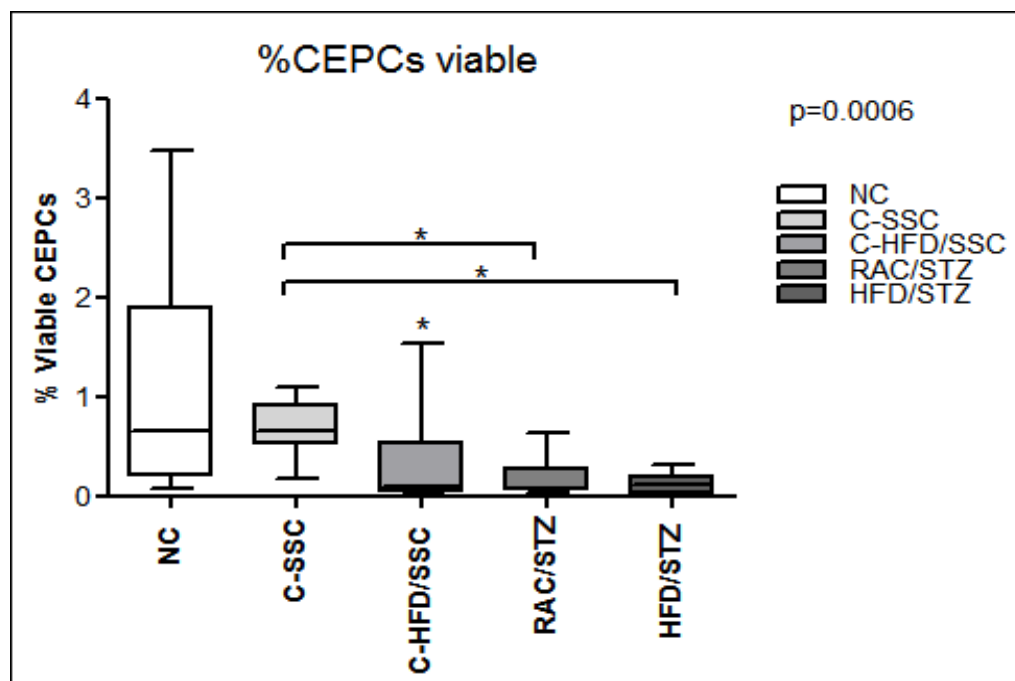 %CEPCs viable
p=0.0006
% Viable CEPCs
4
3
2
1
0
*
*
*
NC
C-SSC
C-HFD/SSC
RAC/STZ
HFD/STZ
NC
C-SSC
C-HFD/SSC
RAC/STZ
HFD/STZ